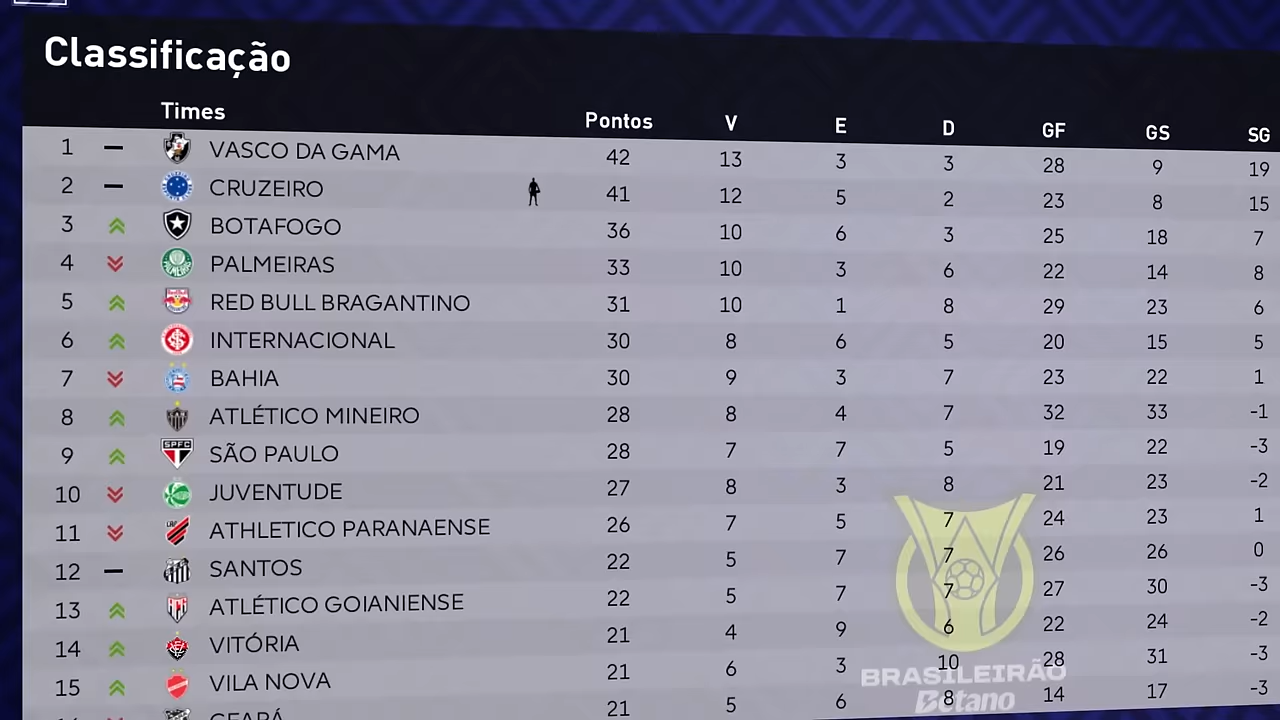 Classificação
Times Pontos V E D GF GS SG
1 VASCO DA GAMA 42 13 3 3 28 9 19
2 CRUZEIRO 41 12 5 2 23 8 15
3 BOTAFOGO 36 10 6 3 25 18 7
4 PALMEIRAS 33 10 3 6 22 14 8
5 RED BULL BRAGANTINO 31 10 1 8 29 23 6
6 INTERNACIONAL 30 8 6 5 20 15 5
7 BAHIA 30 9 3 7 23 22 1
8 ATLÉTICO MINEIRO 28 8 4 7 32 33 -1
9 SÃO PAULO 28 7 7 5 19 22 -3
10 JUVENTUDE 27 8 3 8 21 23 -2
11 ATHLETICO PARANAENSE 26 7 5 7 24 23 1
12 SANTOS 22 5 7 7 26 26 0
13 ATLÉTICO GOIANIENSE 22 5 7 7 27 30 -3
14 VITÓRIA 21 4 9 6 22 24 -2
15 VILA NOVA 21 6 3 10 28 31 -3
CEARÁ 21 5 6 8 14 17 -3
BRASILEIRÃO
Betano